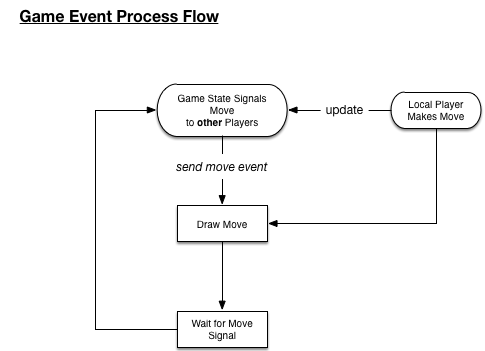 Game Event Process Flow
Game State Signals
Move
to other Players
update
Local Player
Makes Move
send move event
Draw Move
Wait for Move
Signal